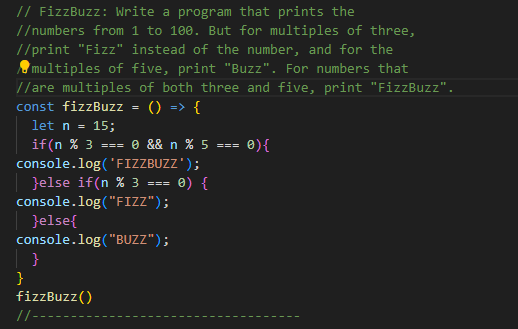 // FizzBuzz: Write a program that prints the
//numbers from 1 to 100. But for multiples of three,
//print "Fizz" instead of the number, and for the
/multiples of five, print "Buzz". For numbers that
//are multiples of both three and five, print "FizzBuzz".
const fizzBuzz = () => {
let n = 15;
if(n % 3 === 0 && n % 5 === 0){
console.log('FIZZBUZZ');
}else if(n % 3 === 0) {
console.log("FIZZ");
}else{
console.log("BUZZ");
}
}
fizzBuzz()
//----------------------------------